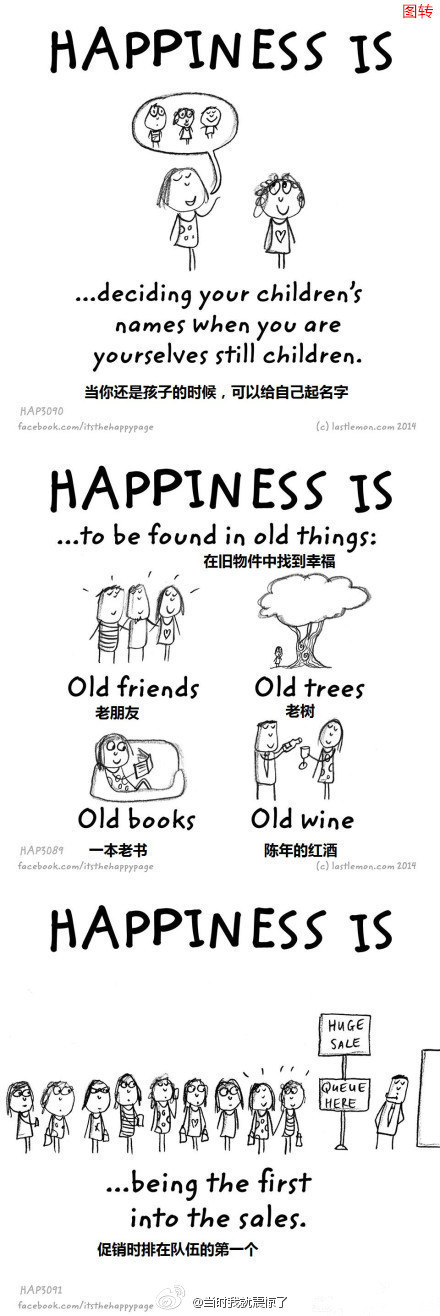 图转
HAPPINESS IS
...deciding your children's
names when you are
yourselves still children.
当你还是孩子的时候，可以给自己起名字
HAP3090
facebook.com/itsthehappypage
(c) lastlemon.com 2014
HAPPINESS IS
...to be found in old things:
在旧物件中找到幸福
Old friends
Old trees
老朋友
老树
Old books
Old wine
一本老书
陈年的红酒
HAP3089
facebook.com/itsthehappypage
(c) lastlemon.com 2014
HAPPINESS IS
HUGE
SALE
QUEUE
HERE
...being the first
into the sales.
促销时排在队伍的第一个
HAP3091
facebook.com/itsthehappypage
@当时我就震惊了